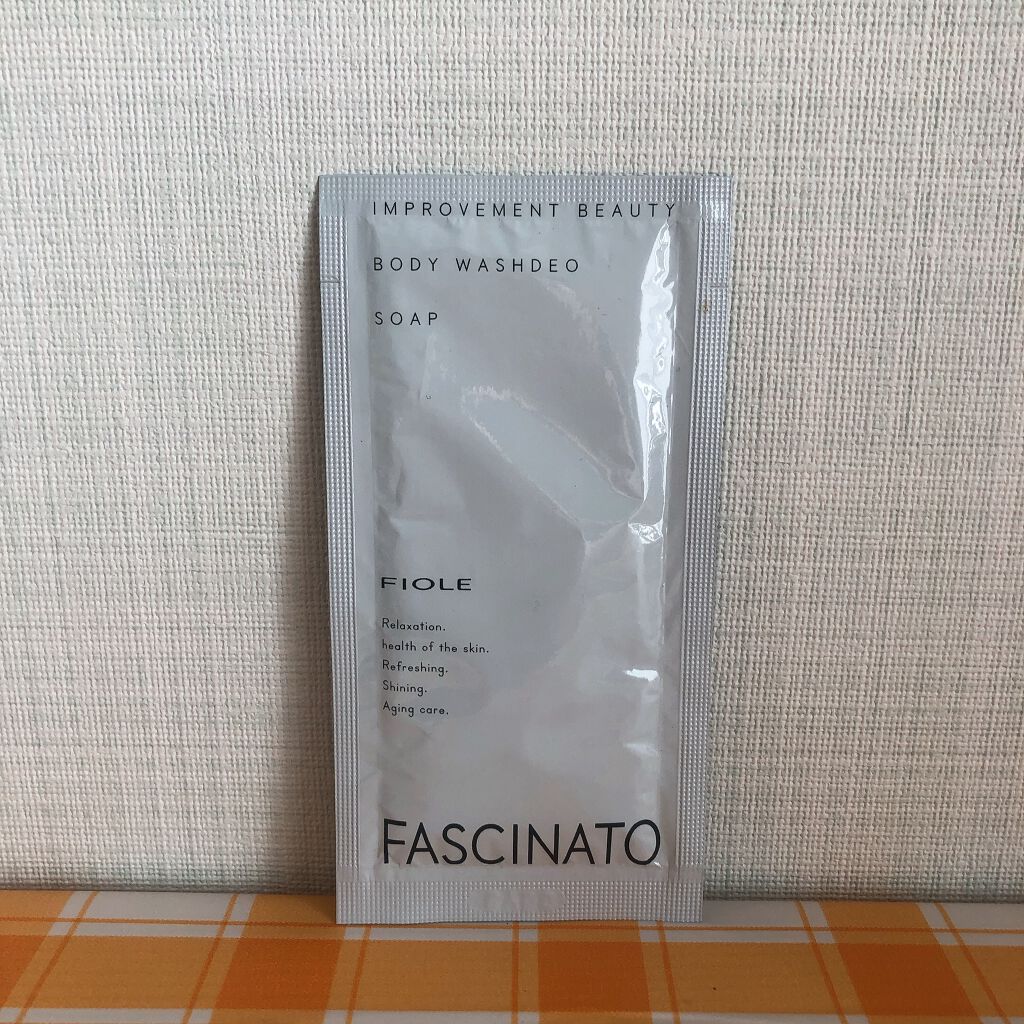 IMPROVEMENT BEAUTY
BODY WASHDEO
SOAP
FIOLE
Relaxation.
health of the skin.
Refreshing.
Shining.
Aging care.
FASCINATO